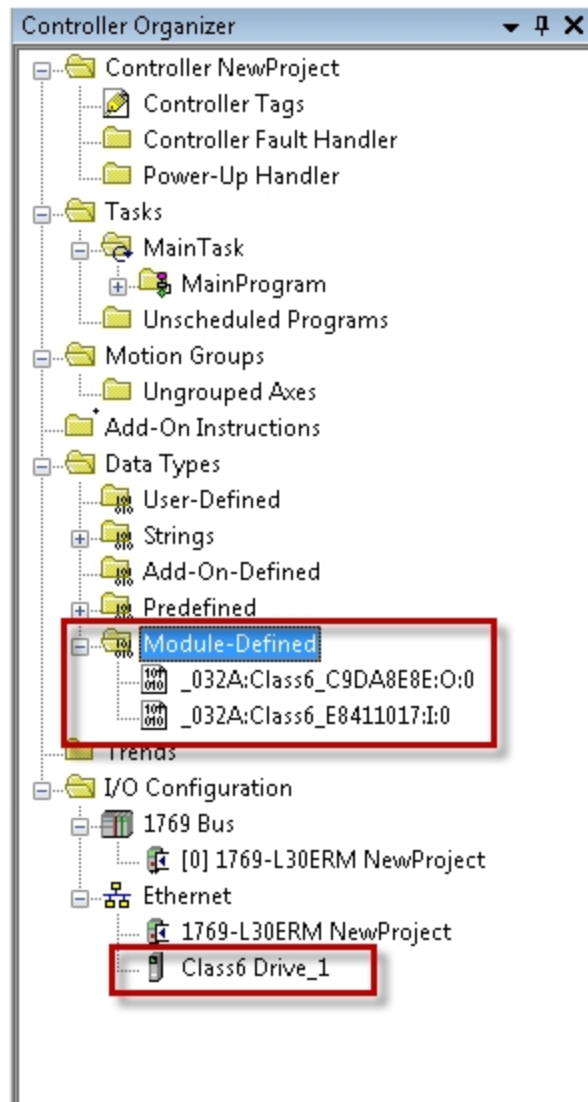 Controller Organizer
Controller NewProject
Controller Tags
Controller Fault Handler
Power-Up Handler
Tasks
MainTask
MainProgram
Unscheduled Programs
Motion Groups
Ungrouped Axes
Add-On Instructions
Data Types
User-Defined
Strings
Add-On-Defined
Predefined
Module-Defined
_032A:Class6_C9DA8E8E:O:0
_032A:Class6_E8411017:I:0
Trends
I/O Configuration
1769 Bus
[0] 1769-L30ERM NewProject
Ethernet
1769-L30ERM NewProject
Class6 Drive_1